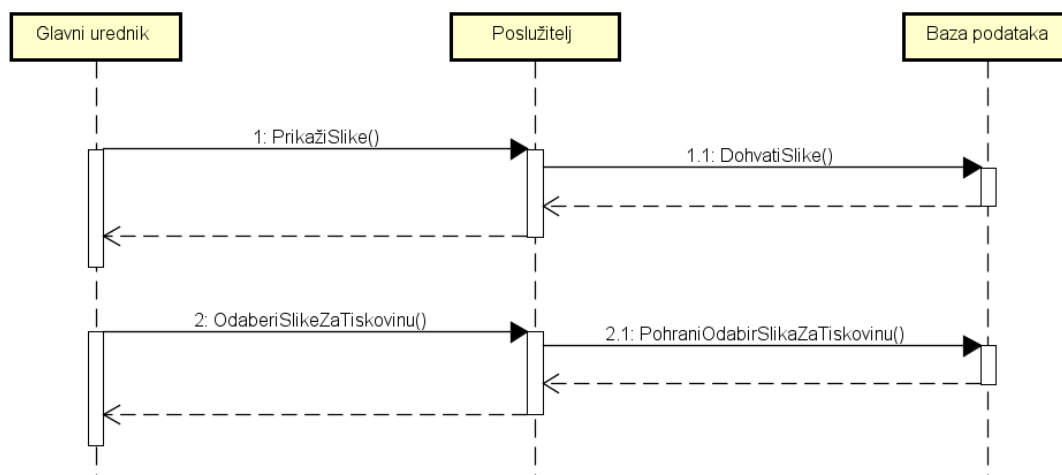 Glavni urednik
Poslužitelj
Baza podataka
1: PrikažiSlike()
1.1: DohvatiSlike()
2: OdaberiSlikeZaTiskovinu()
2.1: PohraniOdabirSlikaZaTiskovinu()